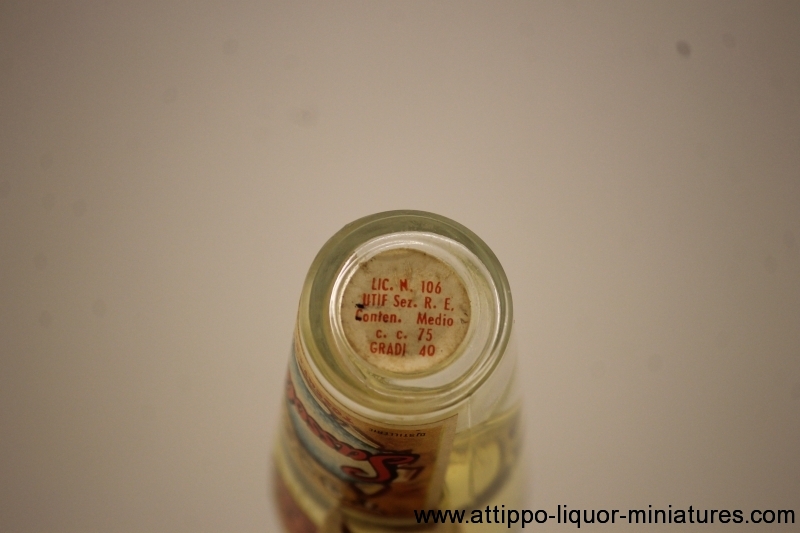 LIC. N. 106
UTIF Sez. R. E.
Conten. Medio
c. c. 75
GRADI 40
www.attippo-liquor-miniatures.com